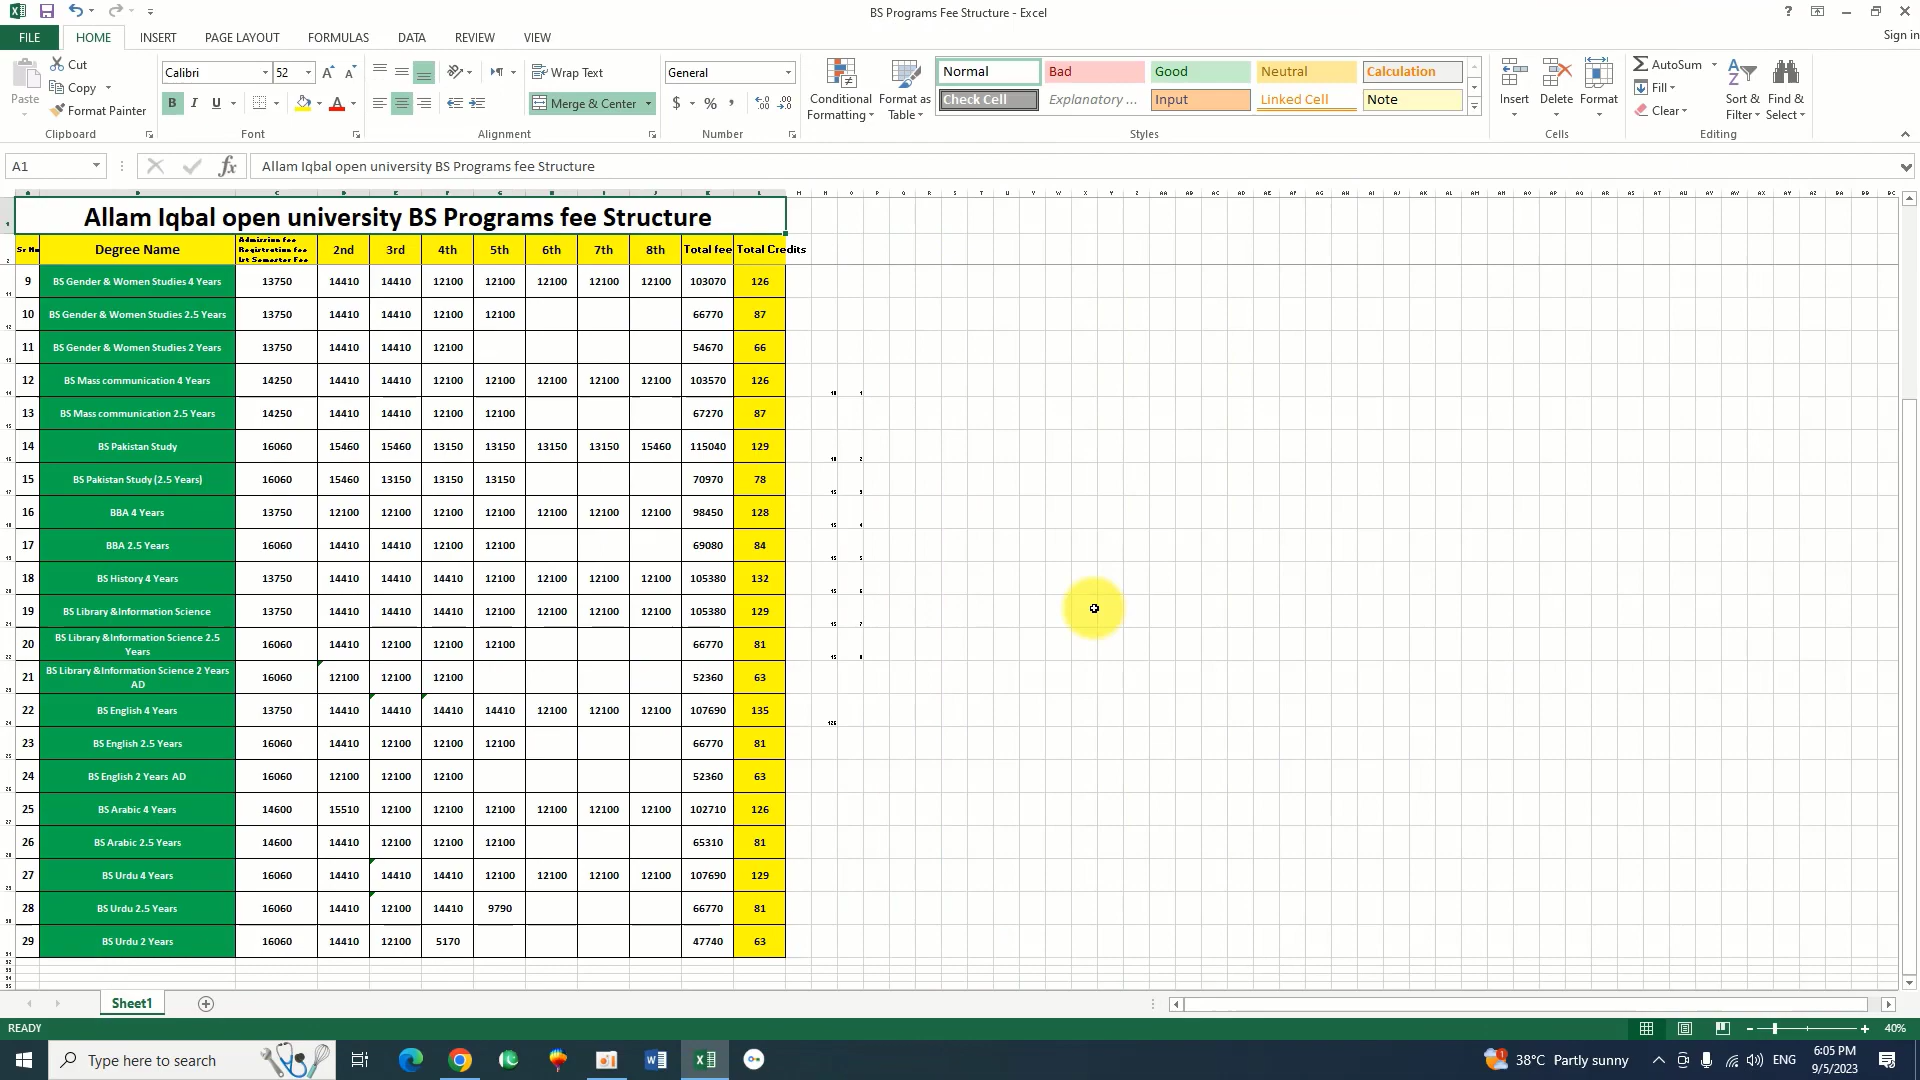 BS Programs Fee Structure - Excel
Sign in
FILE HOME INSERT PAGE LAYOUT FORMULAS DATA REVIEW VIEW
Paste
Cut
Copy
Format Painter
Clipboard
Calibri 52
B I U
Font
Wrap Text
Merge & Center
Alignment
General
$ % ,
Number
Conditional Formatting
Format as Table
Normal Bad Good Neutral Calculation
Check Cell Explanatory ... Input Linked Cell Note
Styles
Insert Delete Format
Cells
AutoSum
Fill
Clear
Sort & Filter
Find & Select
Editing
A1 fx Allam Iqbal open university BS Programs fee Structure
Allam Iqbal open university BS Programs fee Structure
Degree Name Admission fee Registration fee 1st Semester Fee 2nd 3rd 4th 5th 6th 7th 8th Total fee Total Credits
9 BS Gender & Women Studies 4 Years 13750 14410 14410 12100 12100 12100 12100 12100 103070 126
10 BS Gender & Women Studies 2.5 Years 13750 14410 14410 12100 12100 66770 87
11 BS Gender & Women Studies 2 Years 13750 14410 14410 12100 54670 66
12 BS Mass communication 4 Years 14250 14410 14410 12100 12100 12100 12100 12100 103570 126
13 BS Mass communication 2.5 Years 14250 14410 14410 12100 12100 67270 87
14 BS Pakistan Study 16060 15460 15460 13150 13150 13150 13150 15460 115040 129
15 BS Pakistan Study (2.5 Years) 16060 15460 13150 13150 13150 70970 78
16 BBA 4 Years 13750 12100 12100 12100 12100 12100 12100 12100 98450 128
17 BBA 2.5 Years 16060 14410 14410 12100 12100 69080 84
18 BS History 4 Years 13750 14410 14410 14410 12100 12100 12100 12100 105380 132
19 BS Library &Information Science 13750 14410 14410 14410 12100 12100 12100 12100 105380 129
20 BS Library &Information Science 2.5 Years 16060 14410 12100 12100 12100 66770 81
21 BS Library &Information Science 2 Years AD 16060 12100 12100 12100 52360 63
22 BS English 4 Years 13750 14410 14410 14410 14410 12100 12100 12100 107690 135
23 BS English 2.5 Years 16060 14410 12100 12100 12100 66770 81
24 BS English 2 Years AD 16060 12100 12100 12100 52360 63
25 BS Arabic 4 Years 14600 15510 12100 12100 12100 12100 12100 12100 102710 126
26 BS Arabic 2.5 Years 14600 14410 12100 12100 12100 65310 81
27 BS Urdu 4 Years 16060 14410 14410 14410 12100 12100 12100 12100 107690 129
28 BS Urdu 2.5 Years 16060 14410 12100 14410 9790 66770 81
29 BS Urdu 2 Years 16060 14410 12100 5170 47740 63
Sheet1
READY
40%
Type here to search
38°C Partly sunny
ENG
6:05 PM
9/5/2023